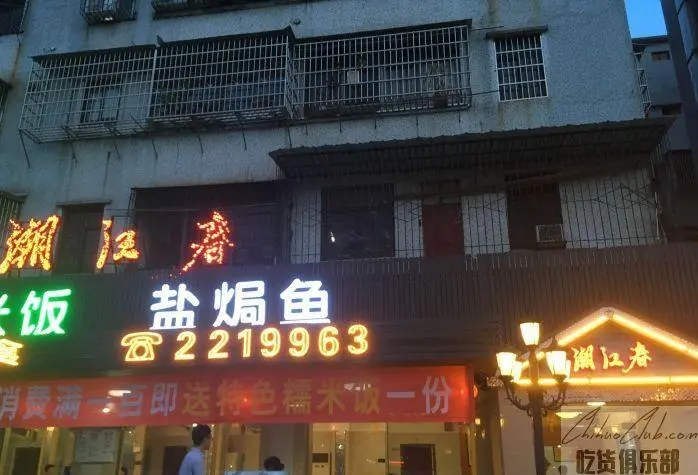 潮江春
米饭
盐焗鱼
☎2219963
消费满一百即送特色糯米饭一份
潮江春
ChihuoClub.com
吃货俱乐部